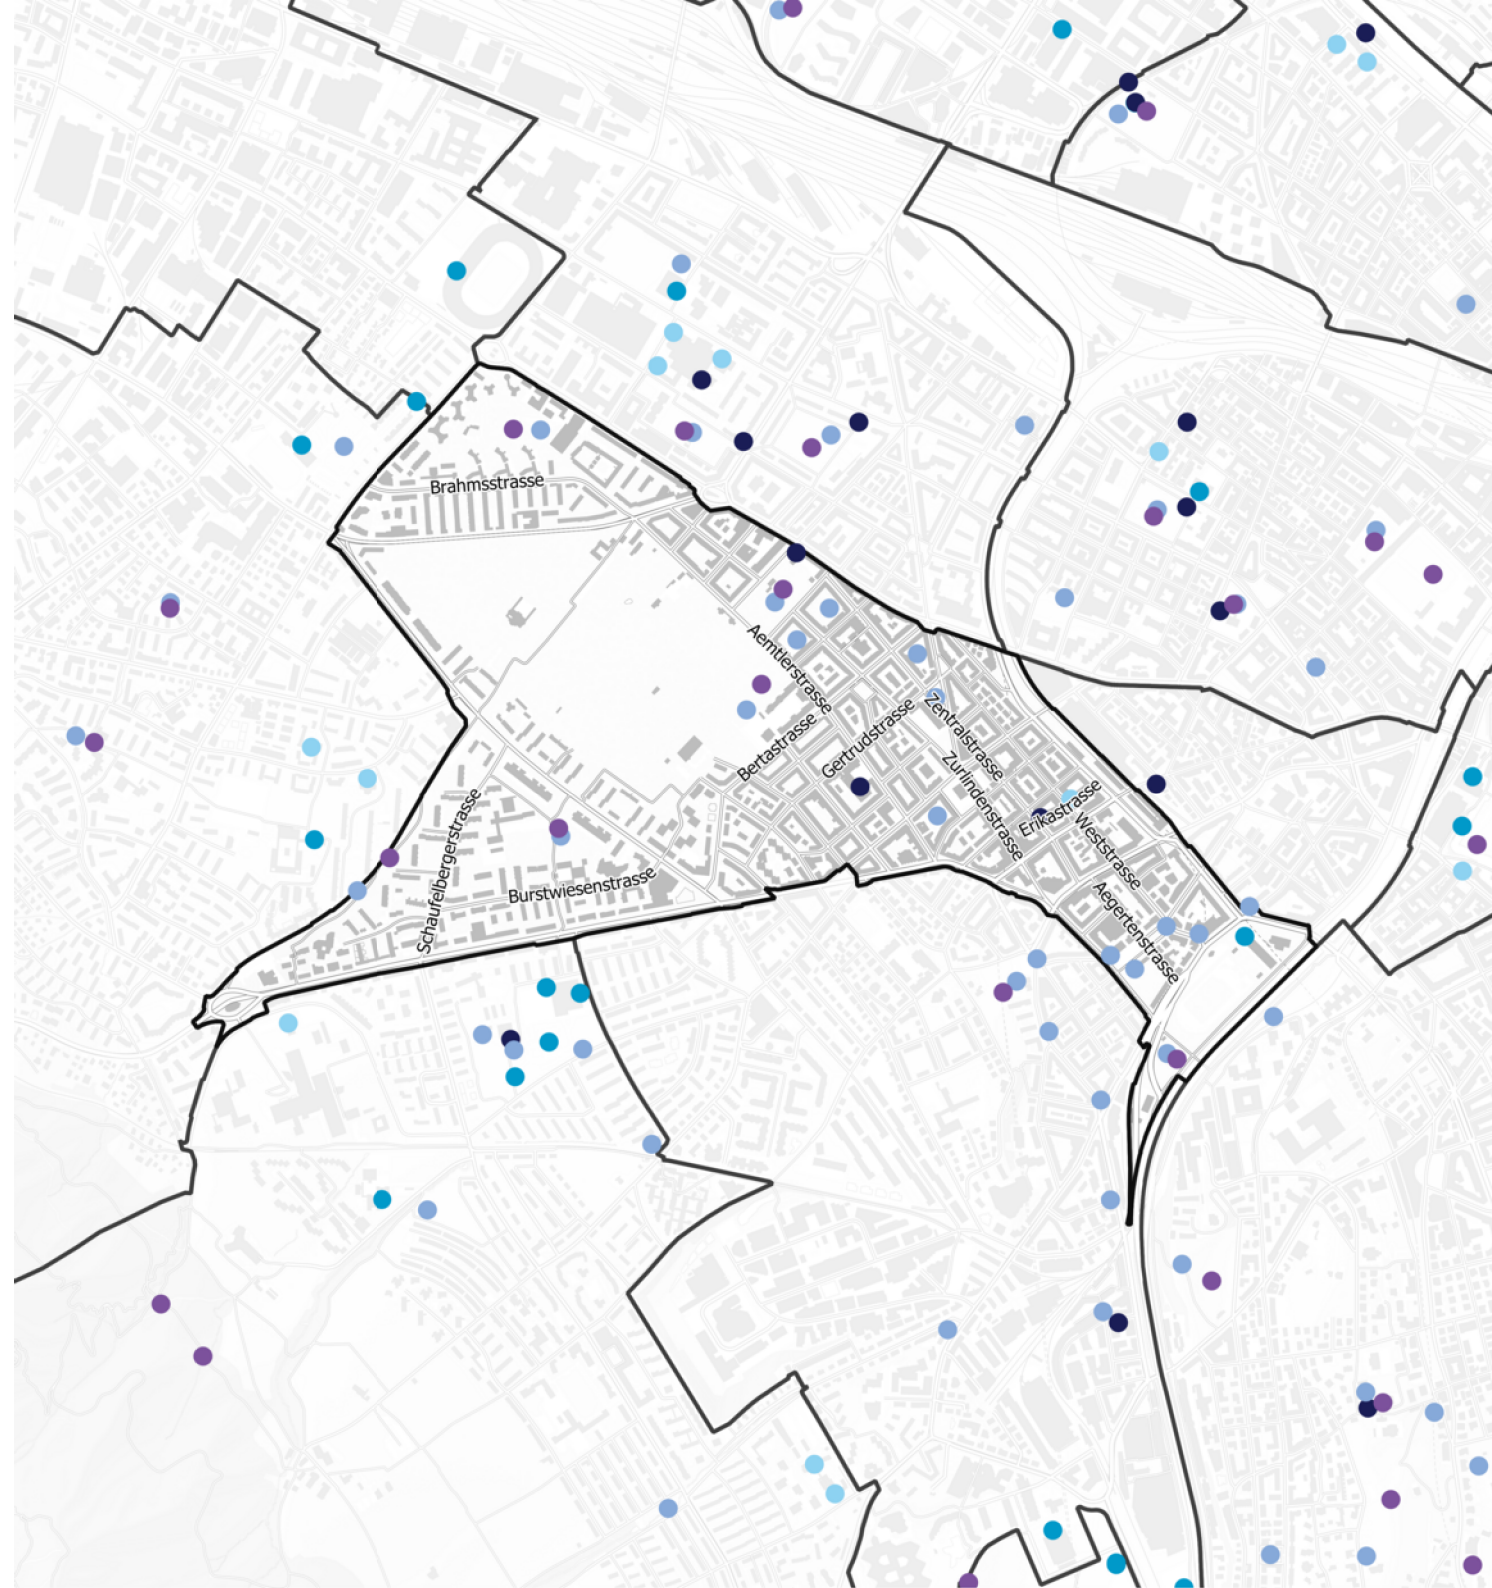 Brahmsstrasse
Aemtlerstrasse
Bertastrasse
Gertrudstrasse
Zentralstrasse
Zurlindenstrasse
Erikastrasse
Weststrasse
Schaufelbergerstrasse
Burstwiesenstrasse
Aegertenstrasse